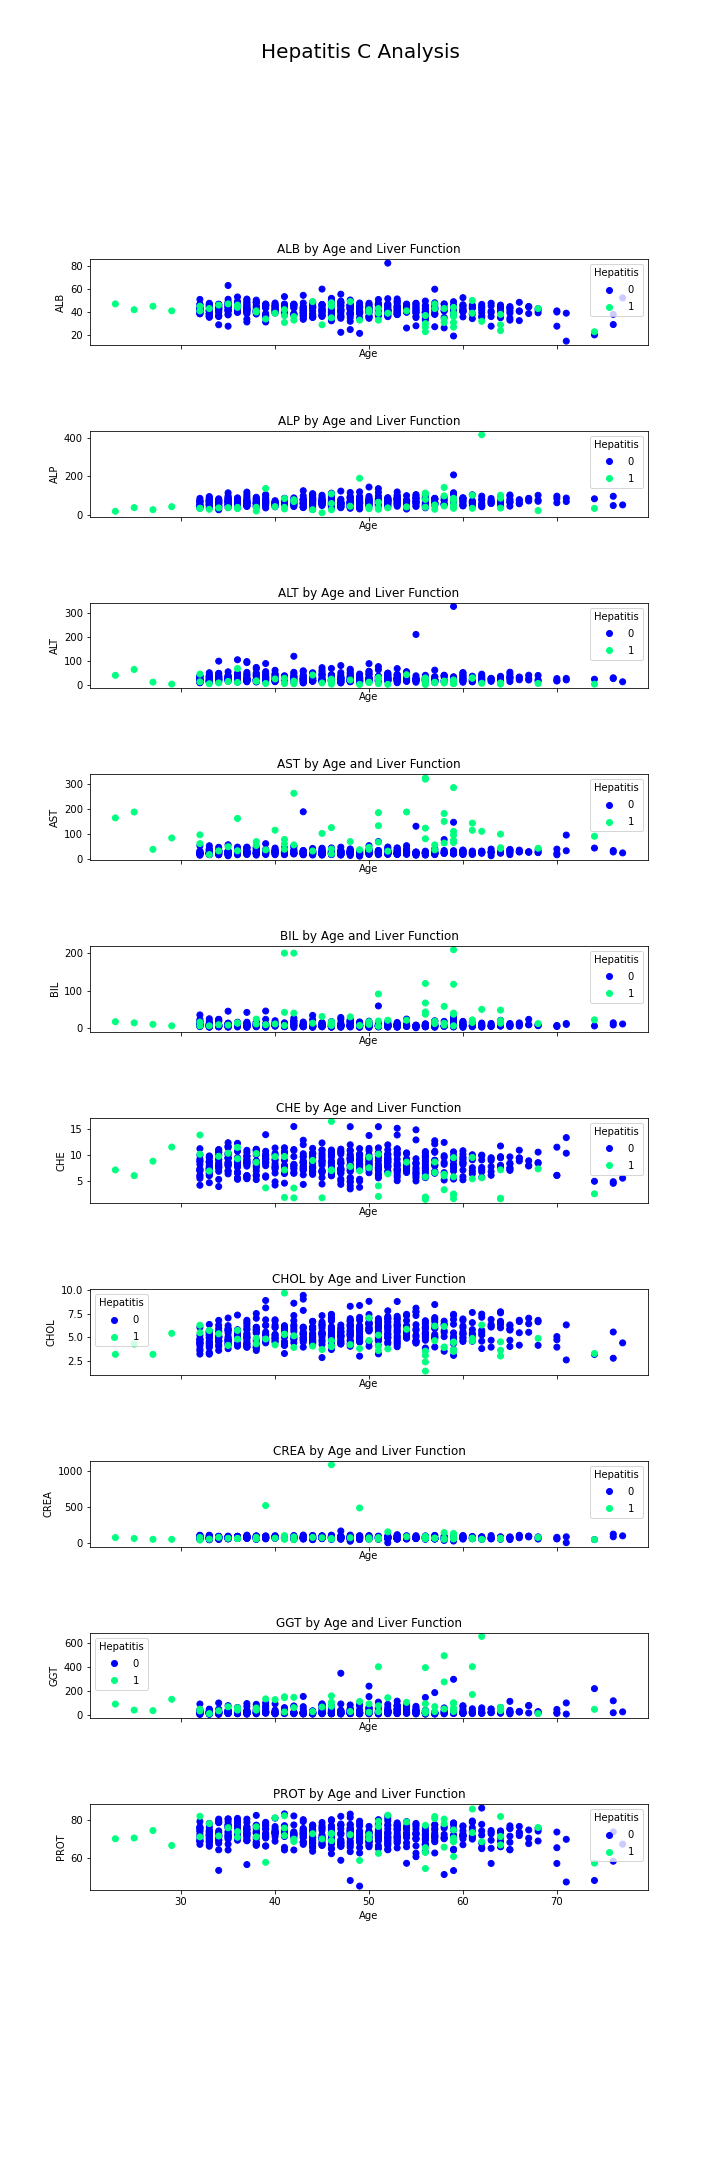 Hepatitis C Analysis
ALB by Age and Liver Function
80
60
40
20
ALB
Hepatitis
0
1
Age
ALP by Age and Liver Function
400
200
0
ALP
Hepatitis
0
1
Age
ALT by Age and Liver Function
300
200
100
0
ALT
Hepatitis
0
1
Age
AST by Age and Liver Function
300
200
100
0
AST
Hepatitis
0
1
Age
BIL by Age and Liver Function
200
100
0
BIL
Hepatitis
0
1
Age
CHE by Age and Liver Function
15
10
5
CHE
Hepatitis
0
1
Age
CHOL by Age and Liver Function
10.0
7.5
5.0
2.5
CHOL
Hepatitis
0
1
Age
CREA by Age and Liver Function
1000
500
0
CREA
Hepatitis
0
1
Age
GGT by Age and Liver Function
600
400
200
0
GGT
Hepatitis
0
1
Age
PROT by Age and Liver Function
80
60
PROT
Hepatitis
0
1
30 40 50 60 70
Age